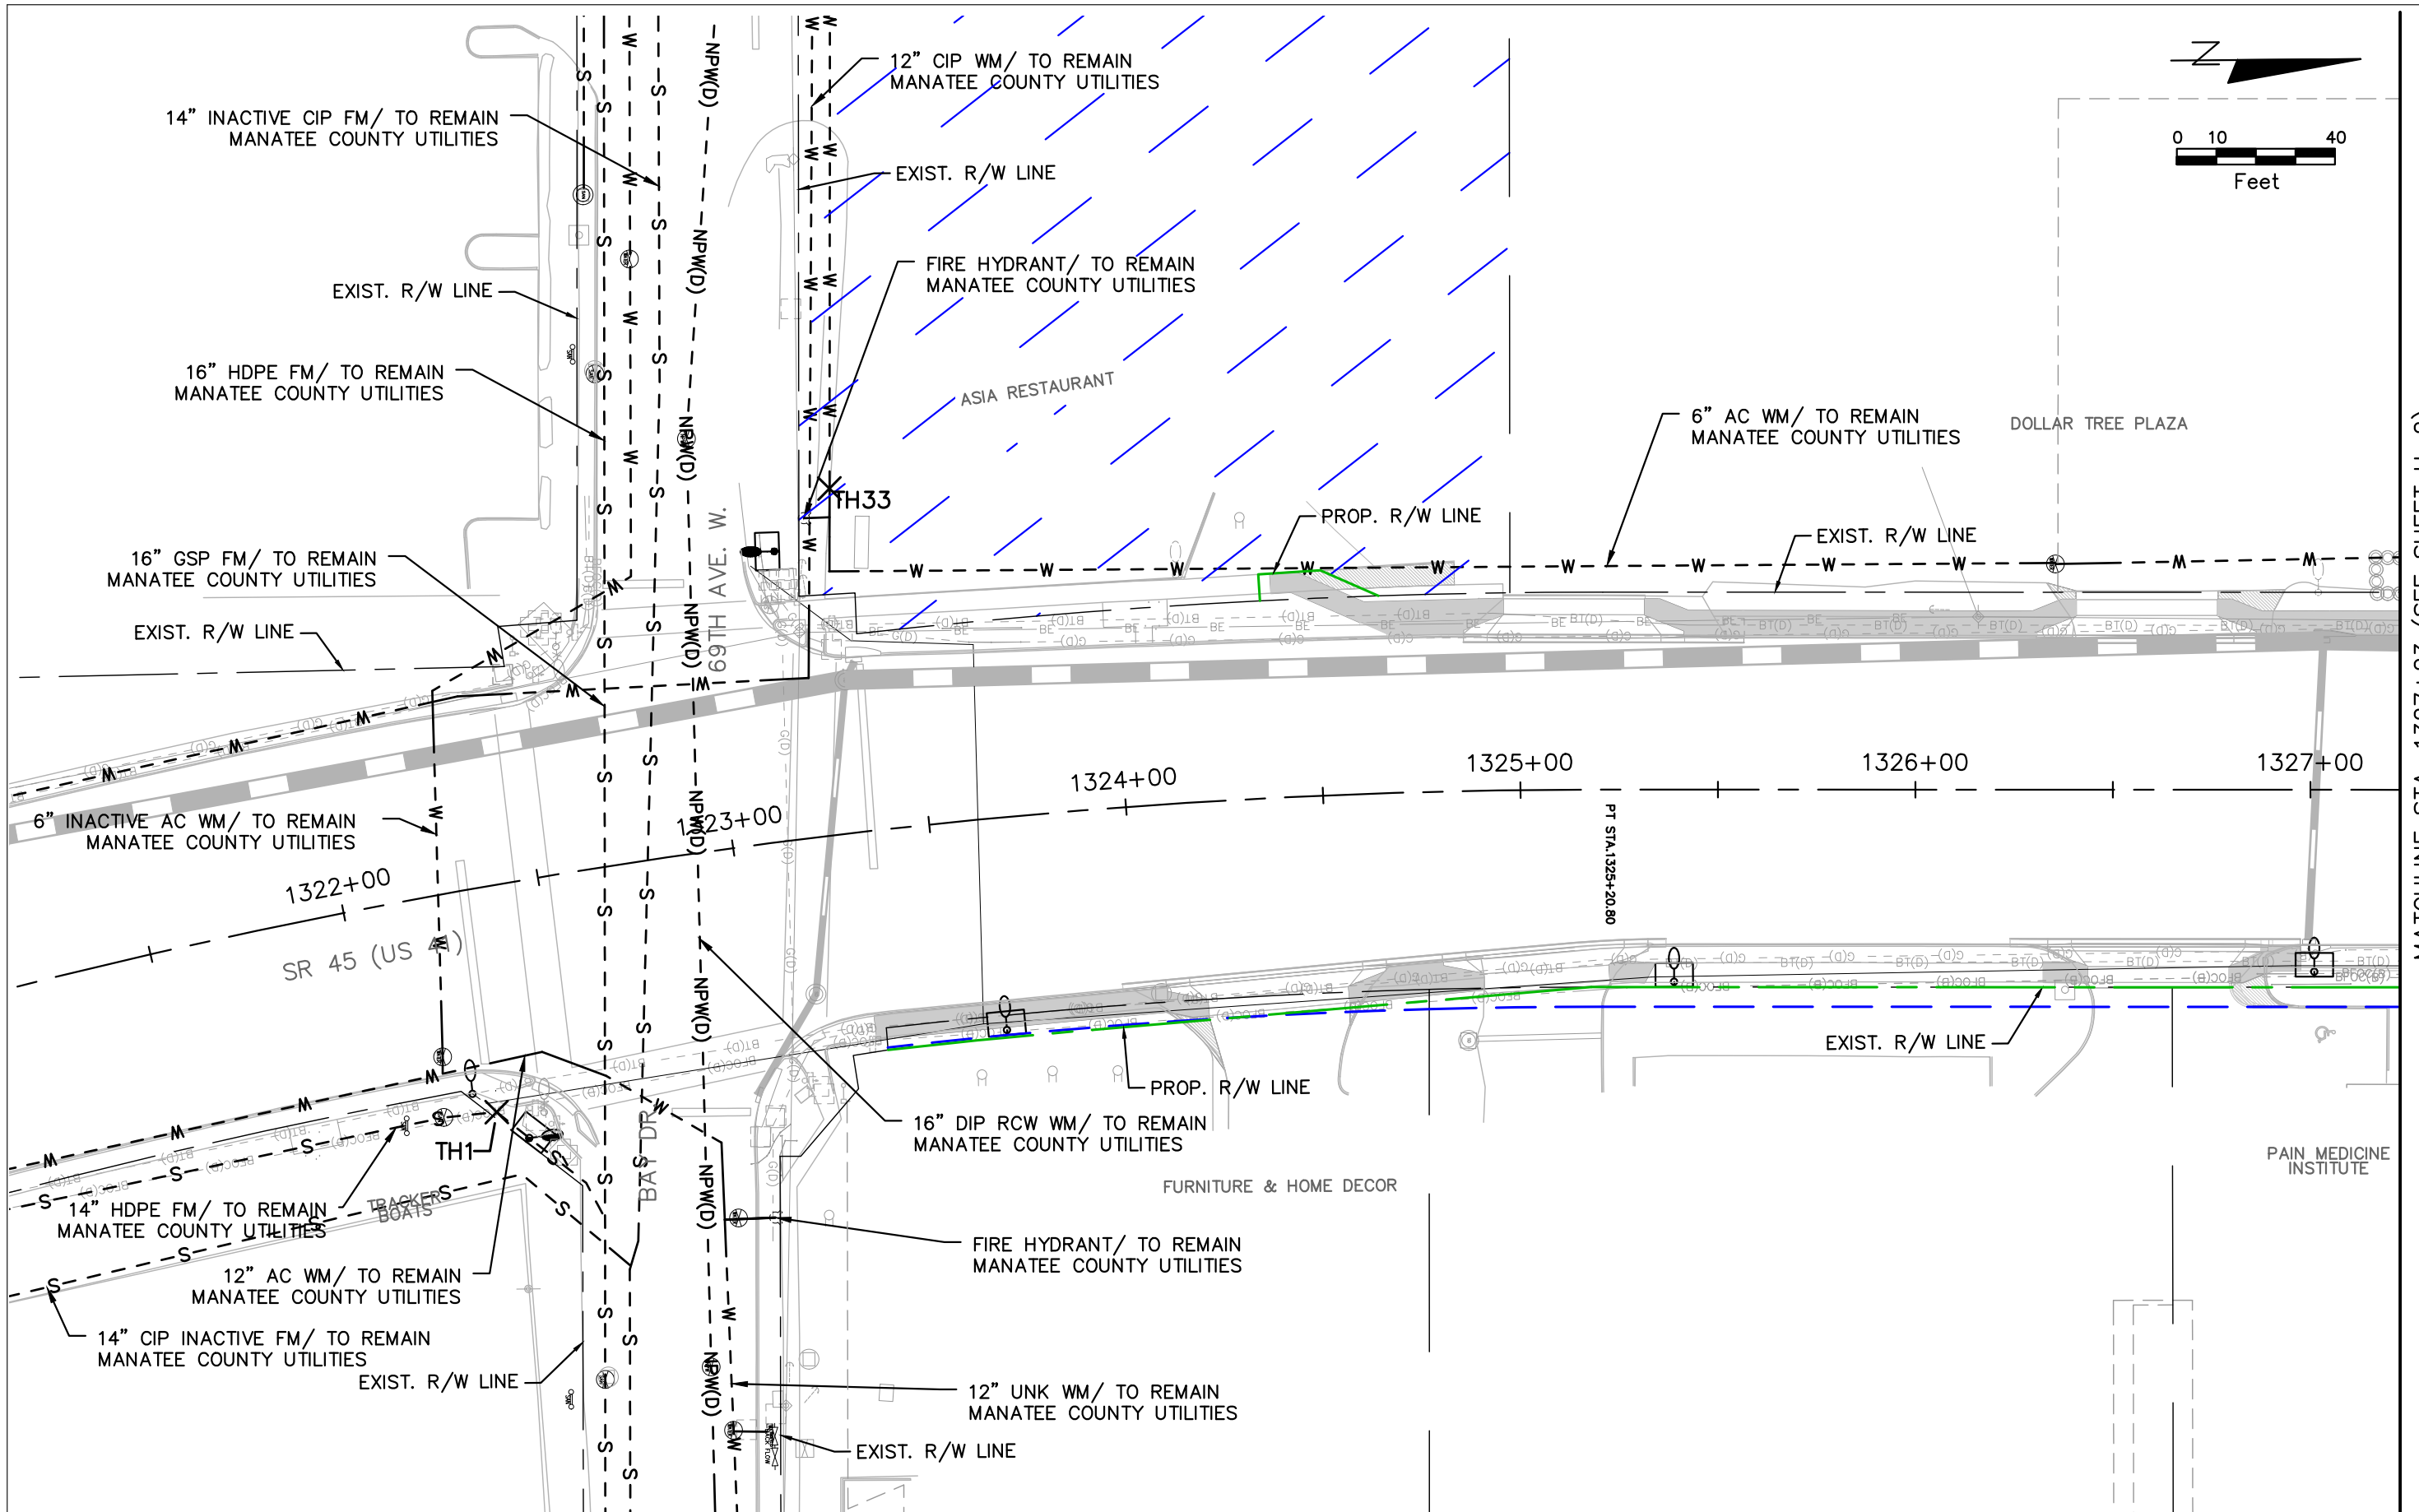 12” CIP WM/ TO REMAIN
MANATEE COUNTY UTILITIES
14” INACTIVE CIP FM/ TO REMAIN
MANATEE COUNTY UTILITIES
N
0 10 40
Feet
EXIST. R/W LINE
FIRE HYDRANT/ TO REMAIN
MANATEE COUNTY UTILITIES
EXIST. R/W LINE
16” HDPE FM/ TO REMAIN
MANATEE COUNTY UTILITIES
ASIA RESTAURANT
6” AC WM/ TO REMAIN
MANATEE COUNTY UTILITIES
DOLLAR TREE PLAZA
TH33
PROP. R/W LINE
EXIST. R/W LINE
16” GSP FM/ TO REMAIN
MANATEE COUNTY UTILITIES
69TH AVE. W.
EXIST. R/W LINE
1322+00
1323+00
1324+00
1325+00
1326+00
1327+00
PT STA.1325+20.80
6” INACTIVE AC WM/ TO REMAIN
MANATEE COUNTY UTILITIES
SR 45 (US 41)
EXIST. R/W LINE
PROP. R/W LINE
16” DIP RCW WM/ TO REMAIN
MANATEE COUNTY UTILITIES
TH1
BAY DR
PAIN MEDICINE
INSTITUTE
FURNITURE & HOME DECOR
14” HDPE FM/ TO REMAIN
MANATEE COUNTY UTILITIES
TRACKER
BOATS
FIRE HYDRANT/ TO REMAIN
MANATEE COUNTY UTILITIES
12” AC WM/ TO REMAIN
MANATEE COUNTY UTILITIES
14” CIP INACTIVE FM/ TO REMAIN
MANATEE COUNTY UTILITIES
EXIST. R/W LINE
12” UNK WM/ TO REMAIN
MANATEE COUNTY UTILITIES
EXIST. R/W LINE
NPW(D)
BT(D)
G(D)
BFOC(D)
BE
W
S